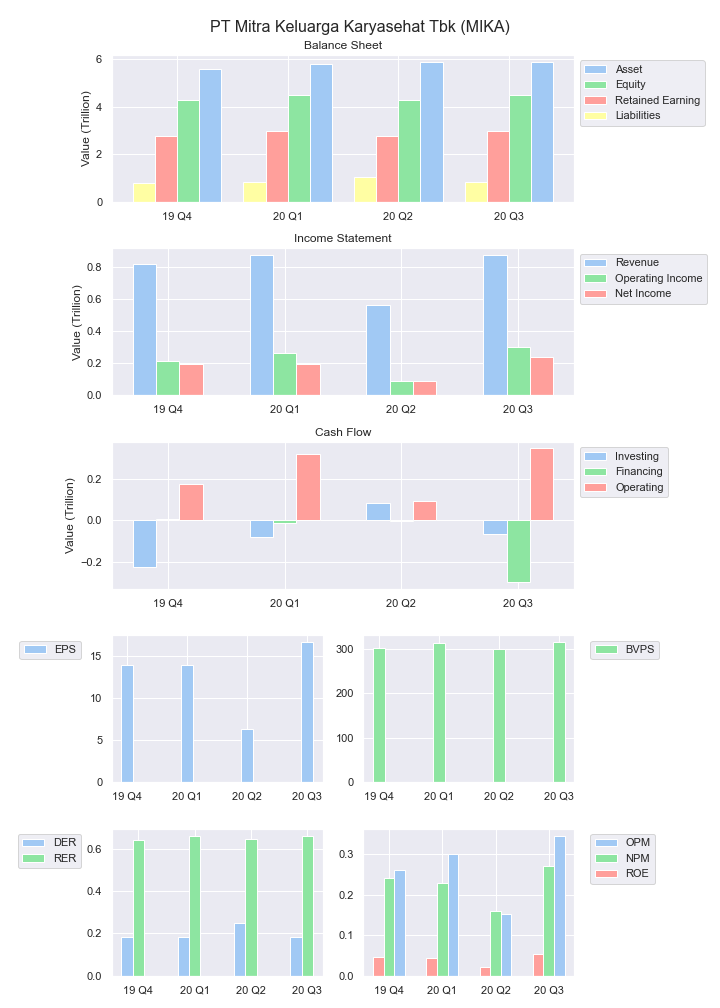 PT Mitra Keluarga Karyasehat Tbk (MIKA)
Balance Sheet
Value (Trillion)
6
4
2
0
19 Q4 20 Q1 20 Q2 20 Q3
Asset
Equity
Retained Earning
Liabilities
Income Statement
Value (Trillion)
0.8
0.6
0.4
0.2
0.0
19 Q4 20 Q1 20 Q2 20 Q3
Revenue
Operating Income
Net Income
Cash Flow
Value (Trillion)
0.2
0.0
−0.2
19 Q4 20 Q1 20 Q2 20 Q3
Investing
Financing
Operating
EPS
15
10
5
0
19 Q4 20 Q1 20 Q2 20 Q3
300
200
100
0
19 Q4 20 Q1 20 Q2 20 Q3
BVPS
DER
RER
0.6
0.4
0.2
0.0
19 Q4 20 Q1 20 Q2 20 Q3
0.3
0.2
0.1
0.0
19 Q4 20 Q1 20 Q2 20 Q3
OPM
NPM
ROE